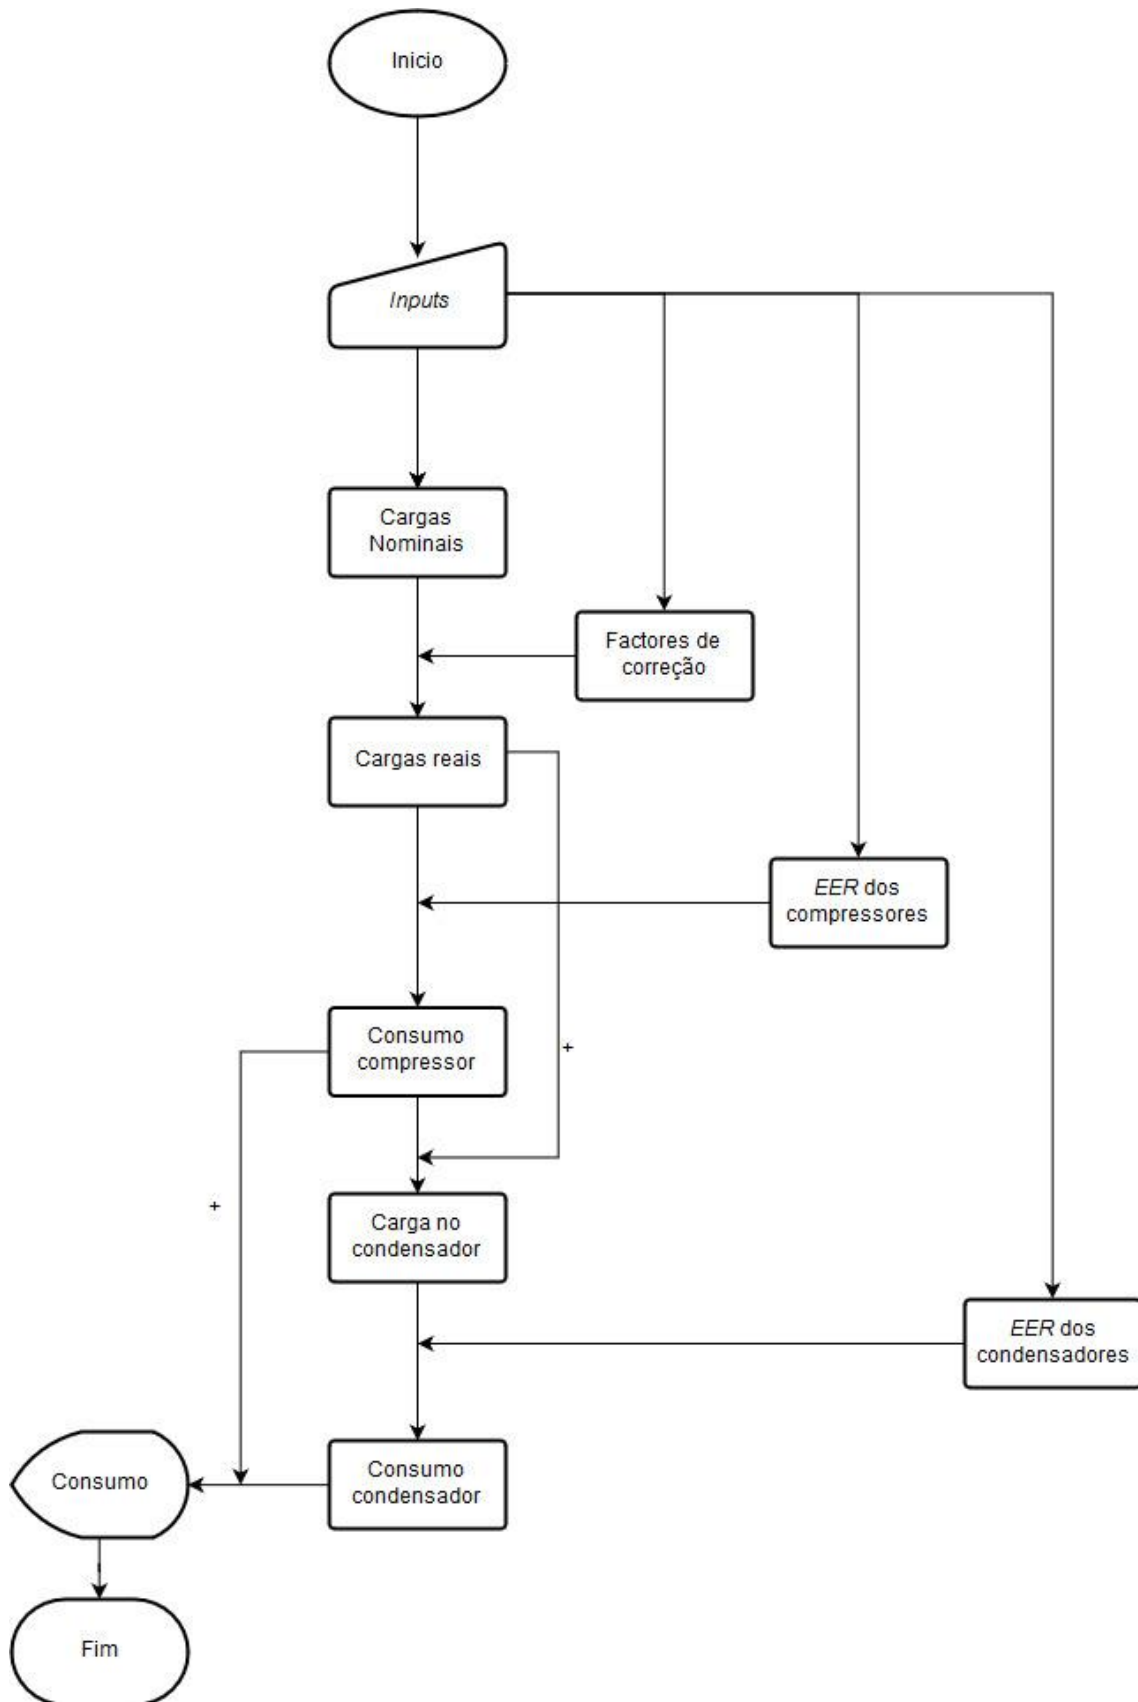 Inicio
Inputs
Cargas
Nominais
Factores de
correção
Cargas reais
EER dos
compressores
Consumo
compressor
+
+
Carga no
condensador
EER dos
condensadores
Consumo
Consumo
condensador
Fim